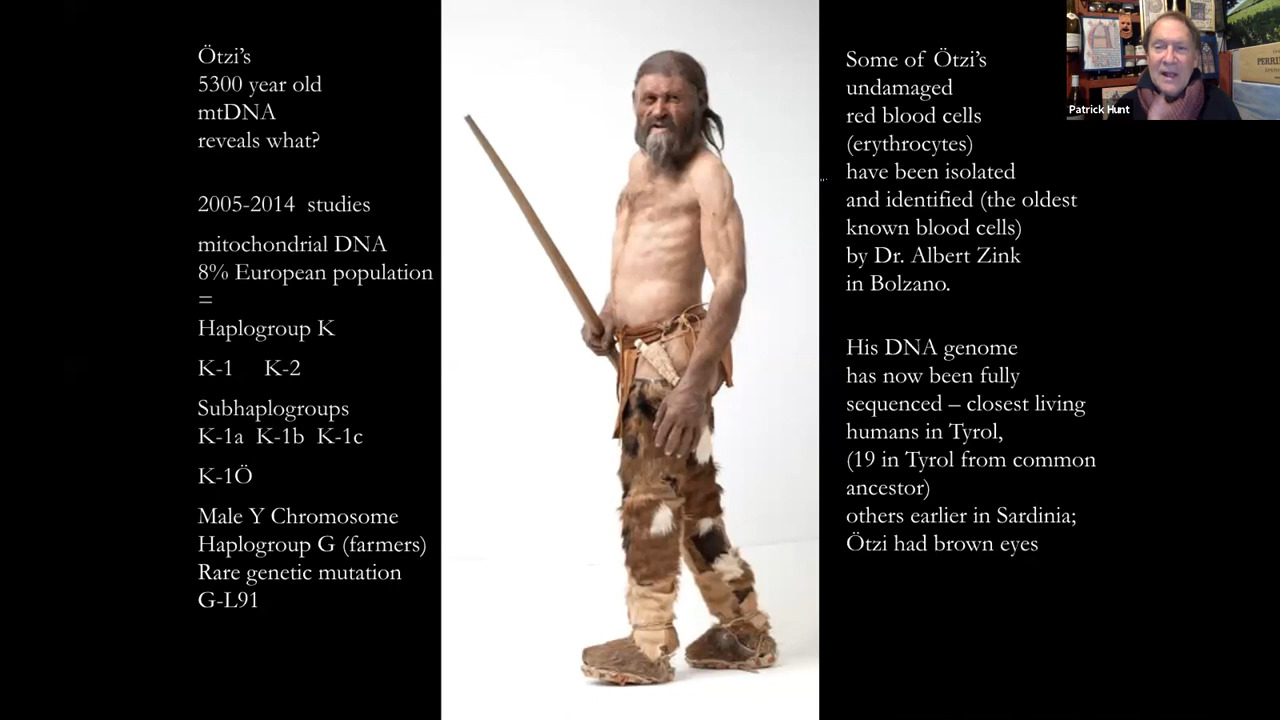 Ötzi's
5300 year old
mtDNA
reveals what?
2005-2014 studies
mitochondrial DNA
8% European population
=
Haplogroup K
K-1 K-2
Subhaplogroups
K-1a K-1b K-1c
K-1Ö
Male Y Chromosome
Haplogroup G (farmers)
Rare genetic mutation
G-L91
Some of Ötzi's
undamaged
red blood cells
(erythrocytes)
have been isolated
and identified (the oldest
known blood cells)
by Dr. Albert Zink
in Bolzano.
His DNA genome
has now been fully
sequenced – closest living
humans in Tyrol,
(19 in Tyrol from common
ancestor)
others earlier in Sardinia;
Ötzi had brown eyes
Patrick Hunt